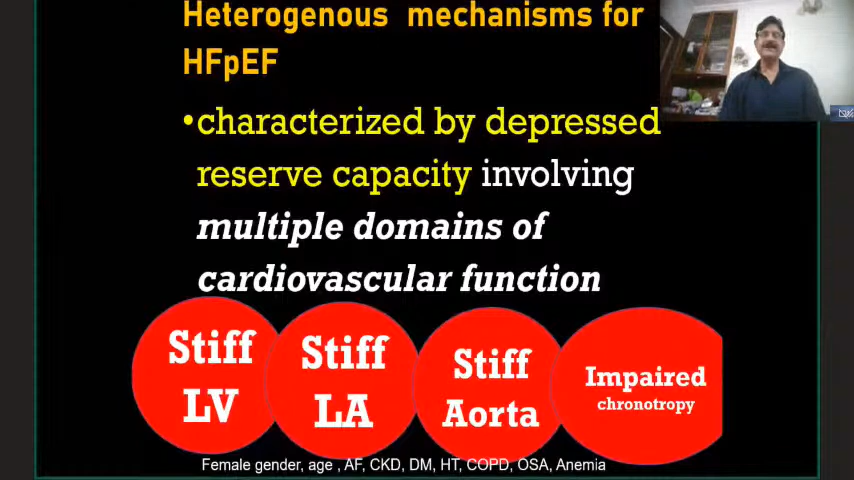 Heterogenous mechanisms for
HFpEF
•characterized by depressed
reserve capacity involving
multiple domains of
cardiovascular function
Stiff
LV
Stiff
LA
Stiff
Aorta
Impaired
chronotropy
Female gender, age , AF, CKD, DM, HT, COPD, OSA, Anemia